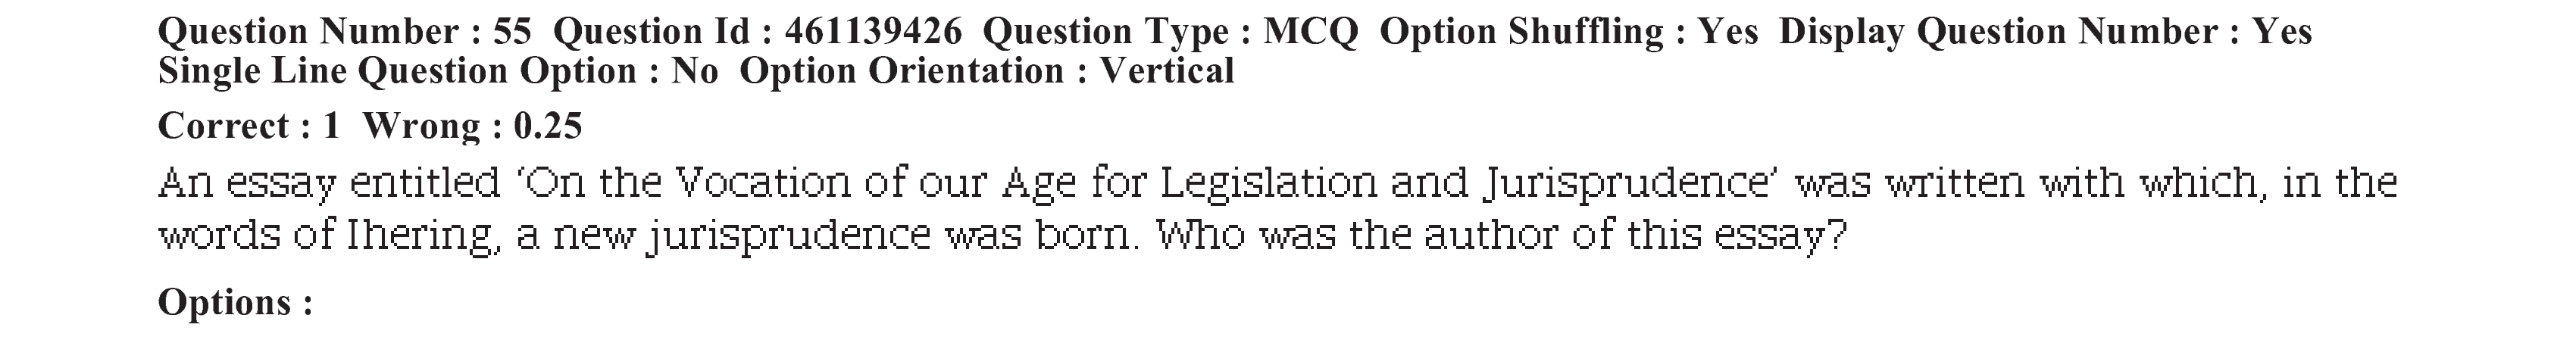 Question Number : 55 Question Id : 461139426 Question Type : MCQ Option Shuffling : Yes Display Question Number : Yes
Single Line Question Option : No Option Orientation : Vertical
Correct : 1 Wrong : 0.25
An essay entitled ‘On the Vocation of our Age for Legislation and Jurisprudence’ was written with which, in the
words of Ihering, a new jurisprudence was born. Who was the author of this essay?
Options :